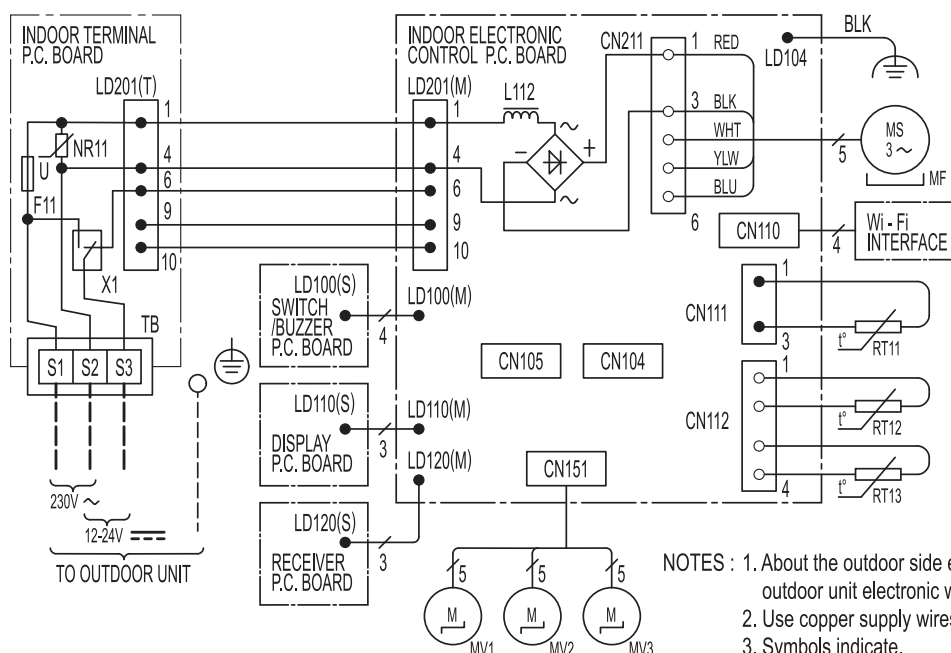 INDOOR TERMINAL
P.C. BOARD
LD201(T)
1
4
6
9
10
NR11
U
F11
X1
TB
S1 S2 S3
230V ~
12-24V
TO OUTDOOR UNIT
INDOOR ELECTRONIC
CONTROL P.C. BOARD
LD201(M)
1
4
6
9
10
L112
~
−
+
~
CN211
1
RED
3
BLK
WHT
YLW
BLU
6
LD104
BLK
5
MS
3~
MF
CN110
4
Wi - Fi
INTERFACE
CN111
1
3
t°
RT11
CN112
1
4
t°
RT12
t°
RT13
CN105
CN104
CN151
LD100(S)
SWITCH
/BUZZER
P.C. BOARD
4
LD100(M)
LD110(S)
DISPLAY
P.C. BOARD
3
LD110(M)
LD120(M)
LD120(S)
RECEIVER
P.C. BOARD
3
5
5
5
M
M
M
MV1
MV2
MV3
NOTES : 1. About the outdoor side e
outdoor unit electronic w
2. Use copper supply wires
3. Symbols indicate,